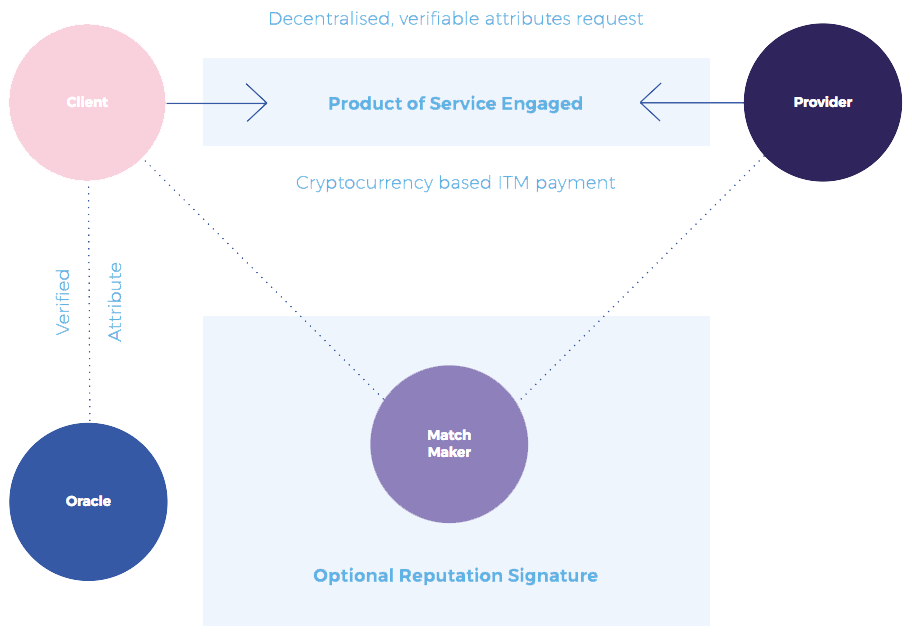 Decentralised, verifiable attributes request
Client
Product of Service Engaged
Provider
Cryptocurrency based ITM payment
Verified
Attribute
Match
Maker
Oracle
Optional Reputation Signature